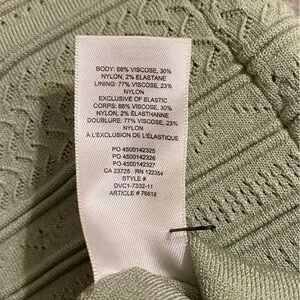 BODY: 68% VISCOSE, 30%
NYLON, 2% ELASTANE
LINING: 77% VISCOSE, 23%
NYLON
EXCLUSIVE OF ELASTIC
CORPS: 68% VISCOSE, 30%
NYLON, 2% ÉLASTHANNE
DOUBLURE: 77% VISCOSE, 23%
NYLON
À L'EXCLUSION DE L'ÉLASTIQUE
PO 4500142325
PO 4500142326
PO 4500142327
CA 23725 RN 122354
STYLE #
DVC1-7332-11
ARTICLE # 76618